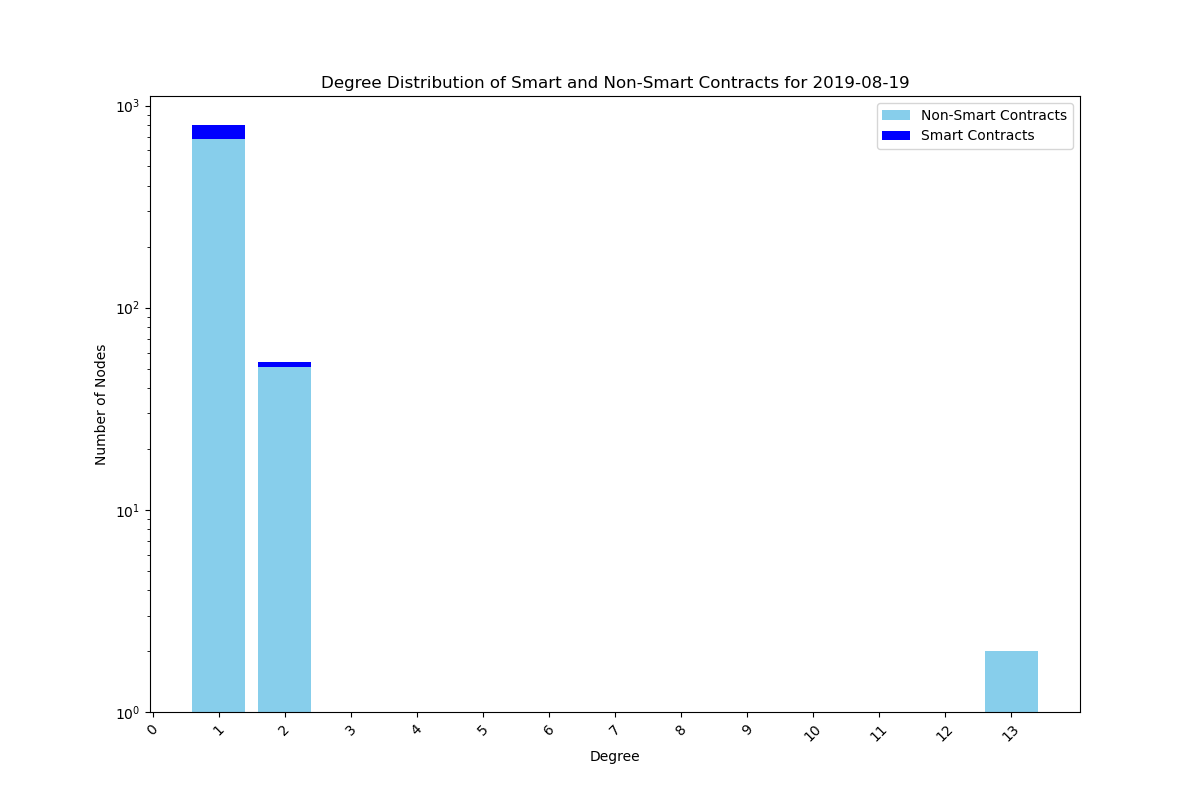 Degree Distribution of Smart and Non-Smart Contracts for 2019-08-19
Non-Smart Contracts
Smart Contracts
Number of Nodes
10³
10²
10¹
10⁰
0 1 2 3 4 5 6 7 8 9 10 11 12 13
Degree